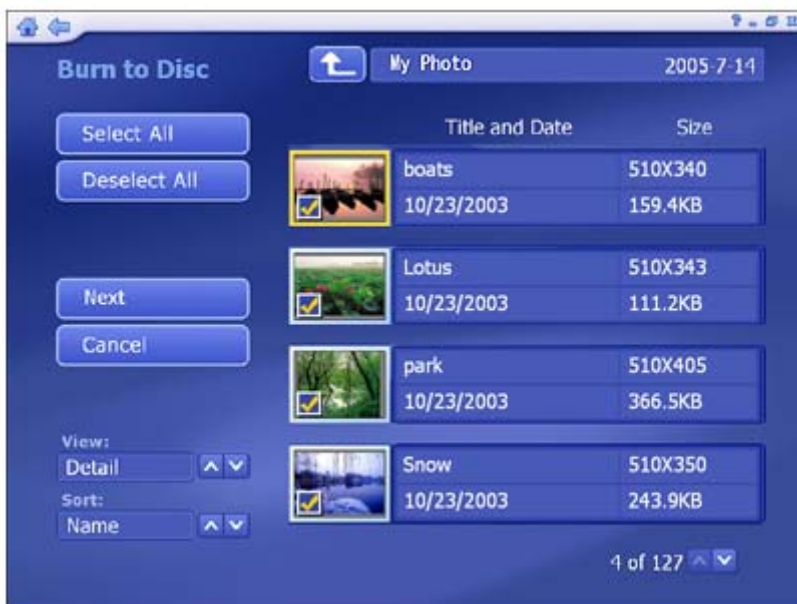 Burn to Disc
My Photo 2005-7-14
Select All
Deselect All
Title and Date Size
boats 510X340
10/23/2003 159.4KB
Lotus 510X343
10/23/2003 111.2KB
Next
Cancel
park 510X405
10/23/2003 366.5KB
View:
Detail
Sort:
Name
Snow 510X350
10/23/2003 243.9KB
4 of 127